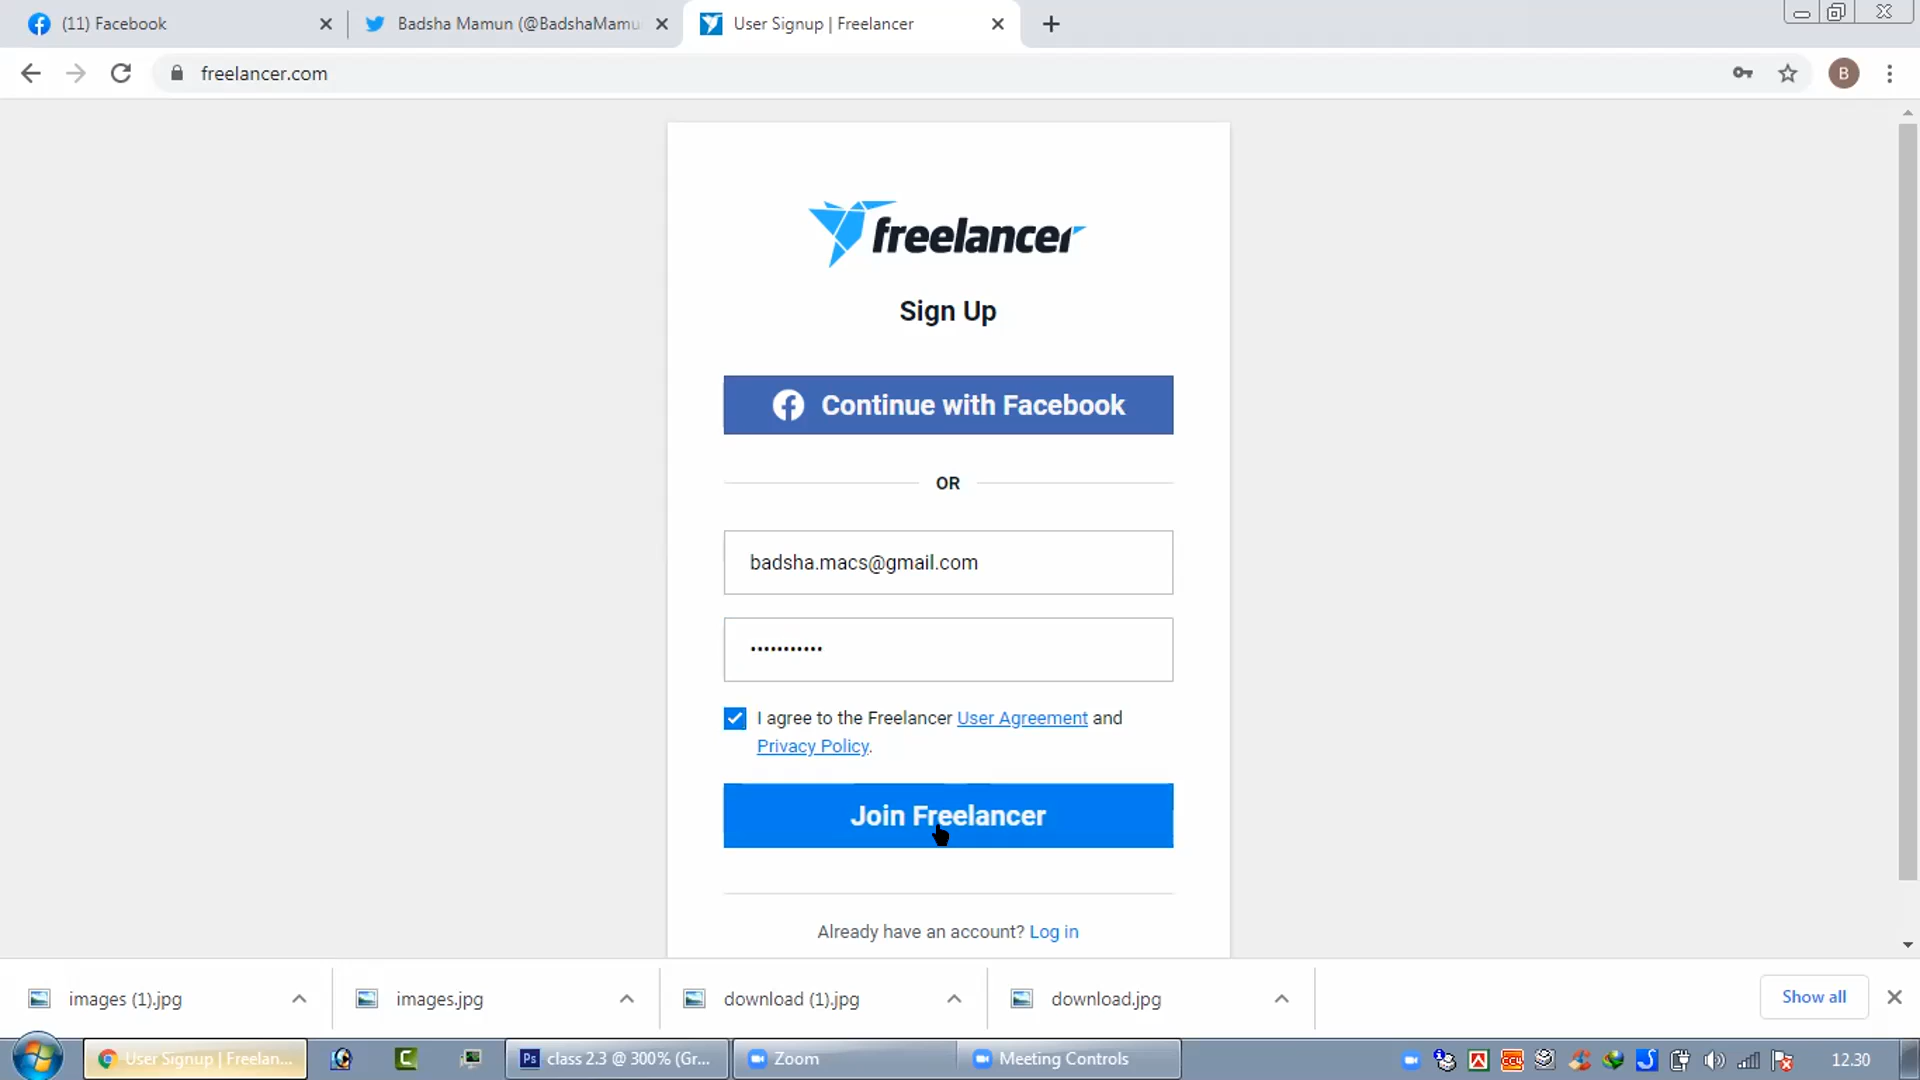 (11) Facebook
Badsha Mamun (@BadshaMamu
User Signup | Freelancer
freelancer.com
B
freelancer
Sign Up
Continue with Facebook
OR
badsha.macs@gmail.com
•••••••••••
I agree to the Freelancer User Agreement and
Privacy Policy.
Join Freelancer
Already have an account? Log in
images (1).jpg
images.jpg
download (1).jpg
download.jpg
Show all
User Signup | Freelan...
Ps class 2.3 @ 300% (Gr...
Zoom
Meeting Controls
12.30